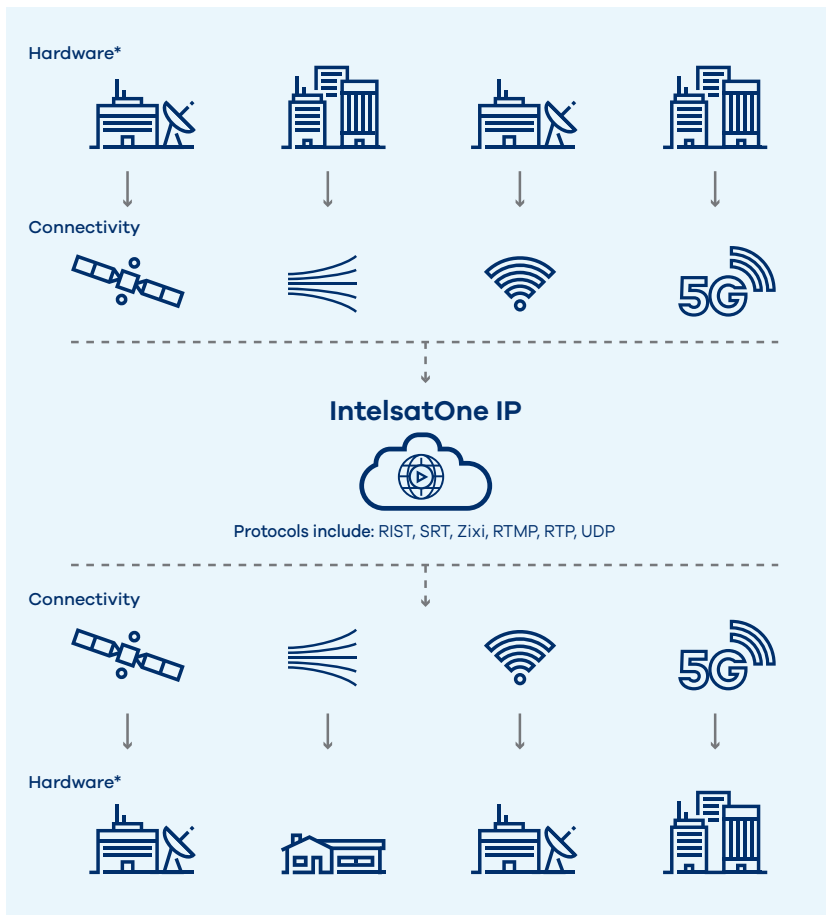 Hardware*
Connectivity
5G
IntelsatOne IP
Protocols include: RIST, SRT, Zixi, RTMP, RTP, UDP
Connectivity
5G
Hardware*